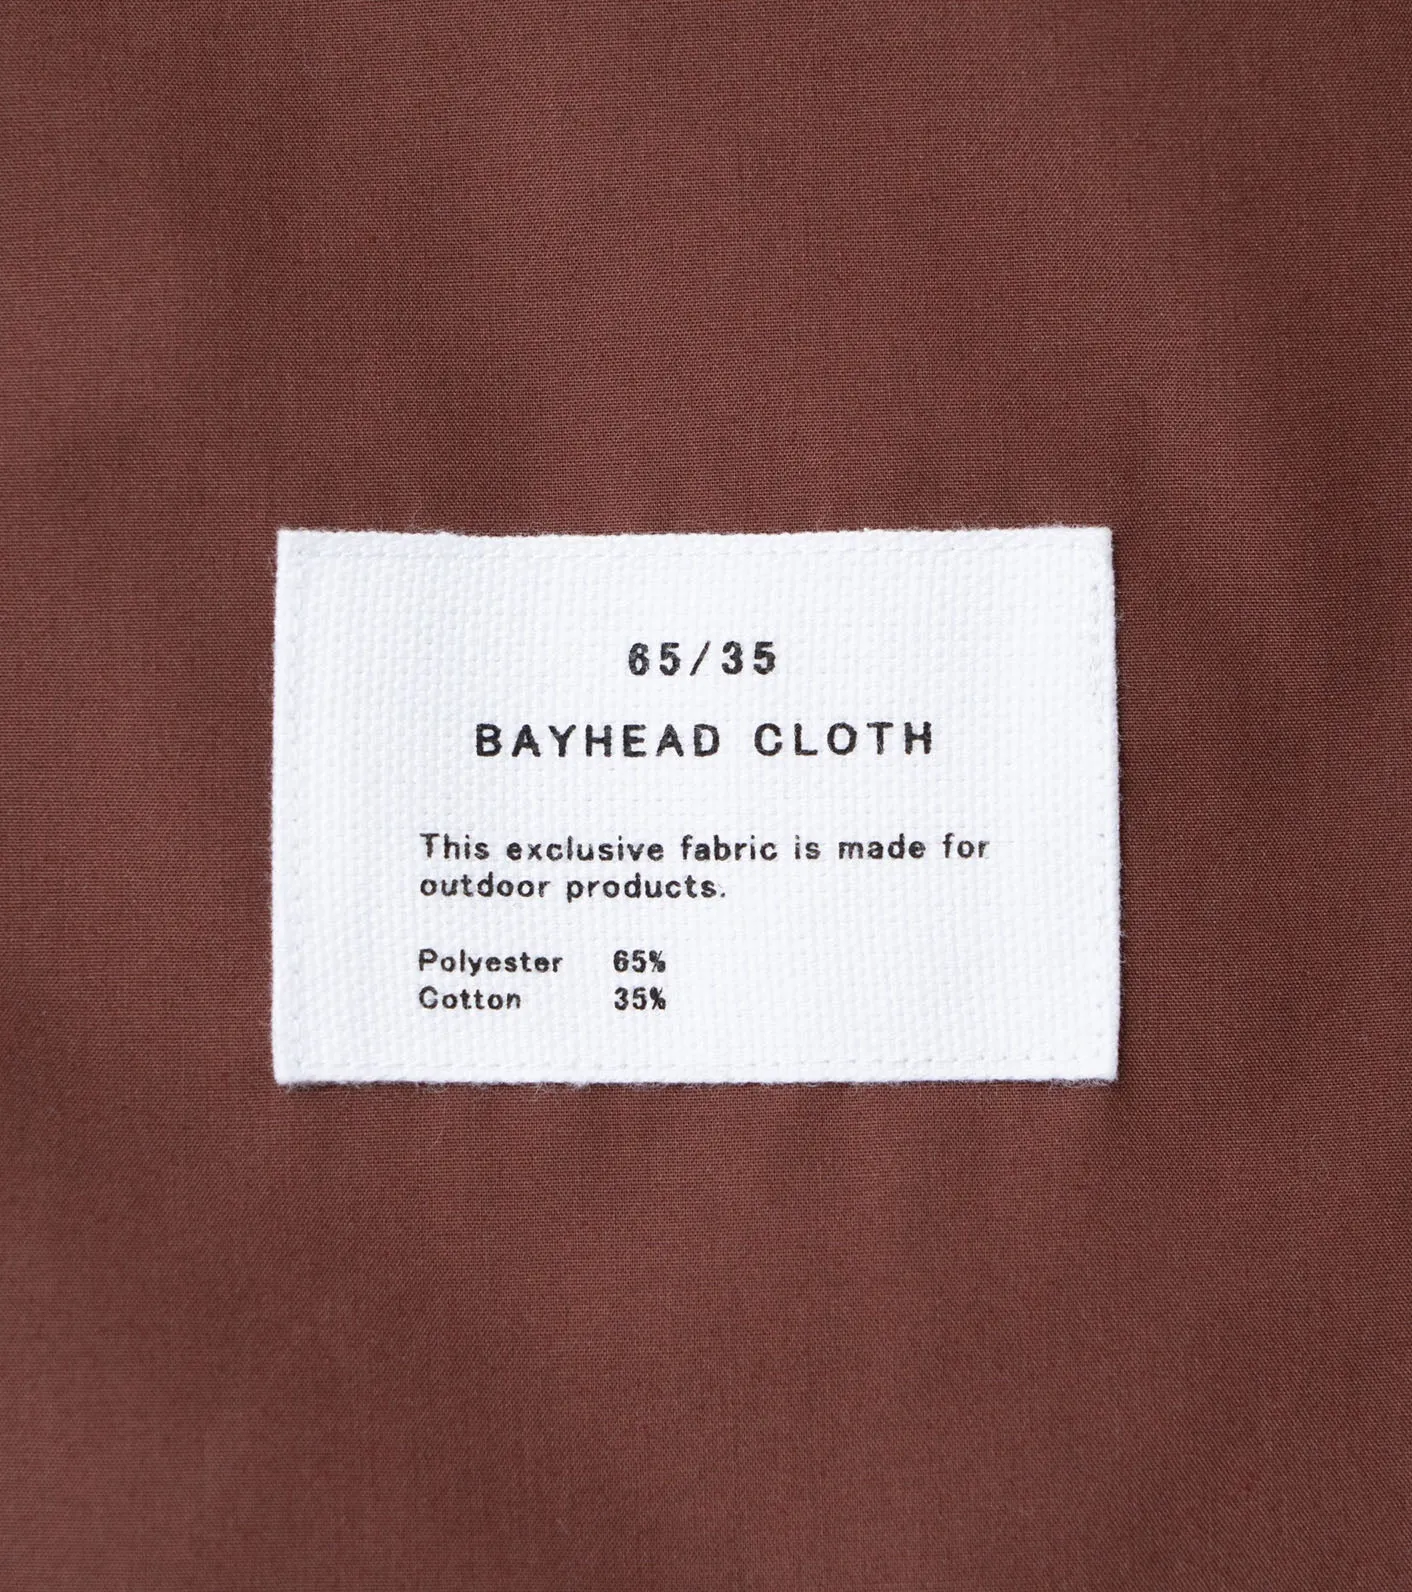 65/35
BAYHEAD CLOTH
This exclusive fabric is made for
outdoor products.
Polyester 65%
Cotton 35%